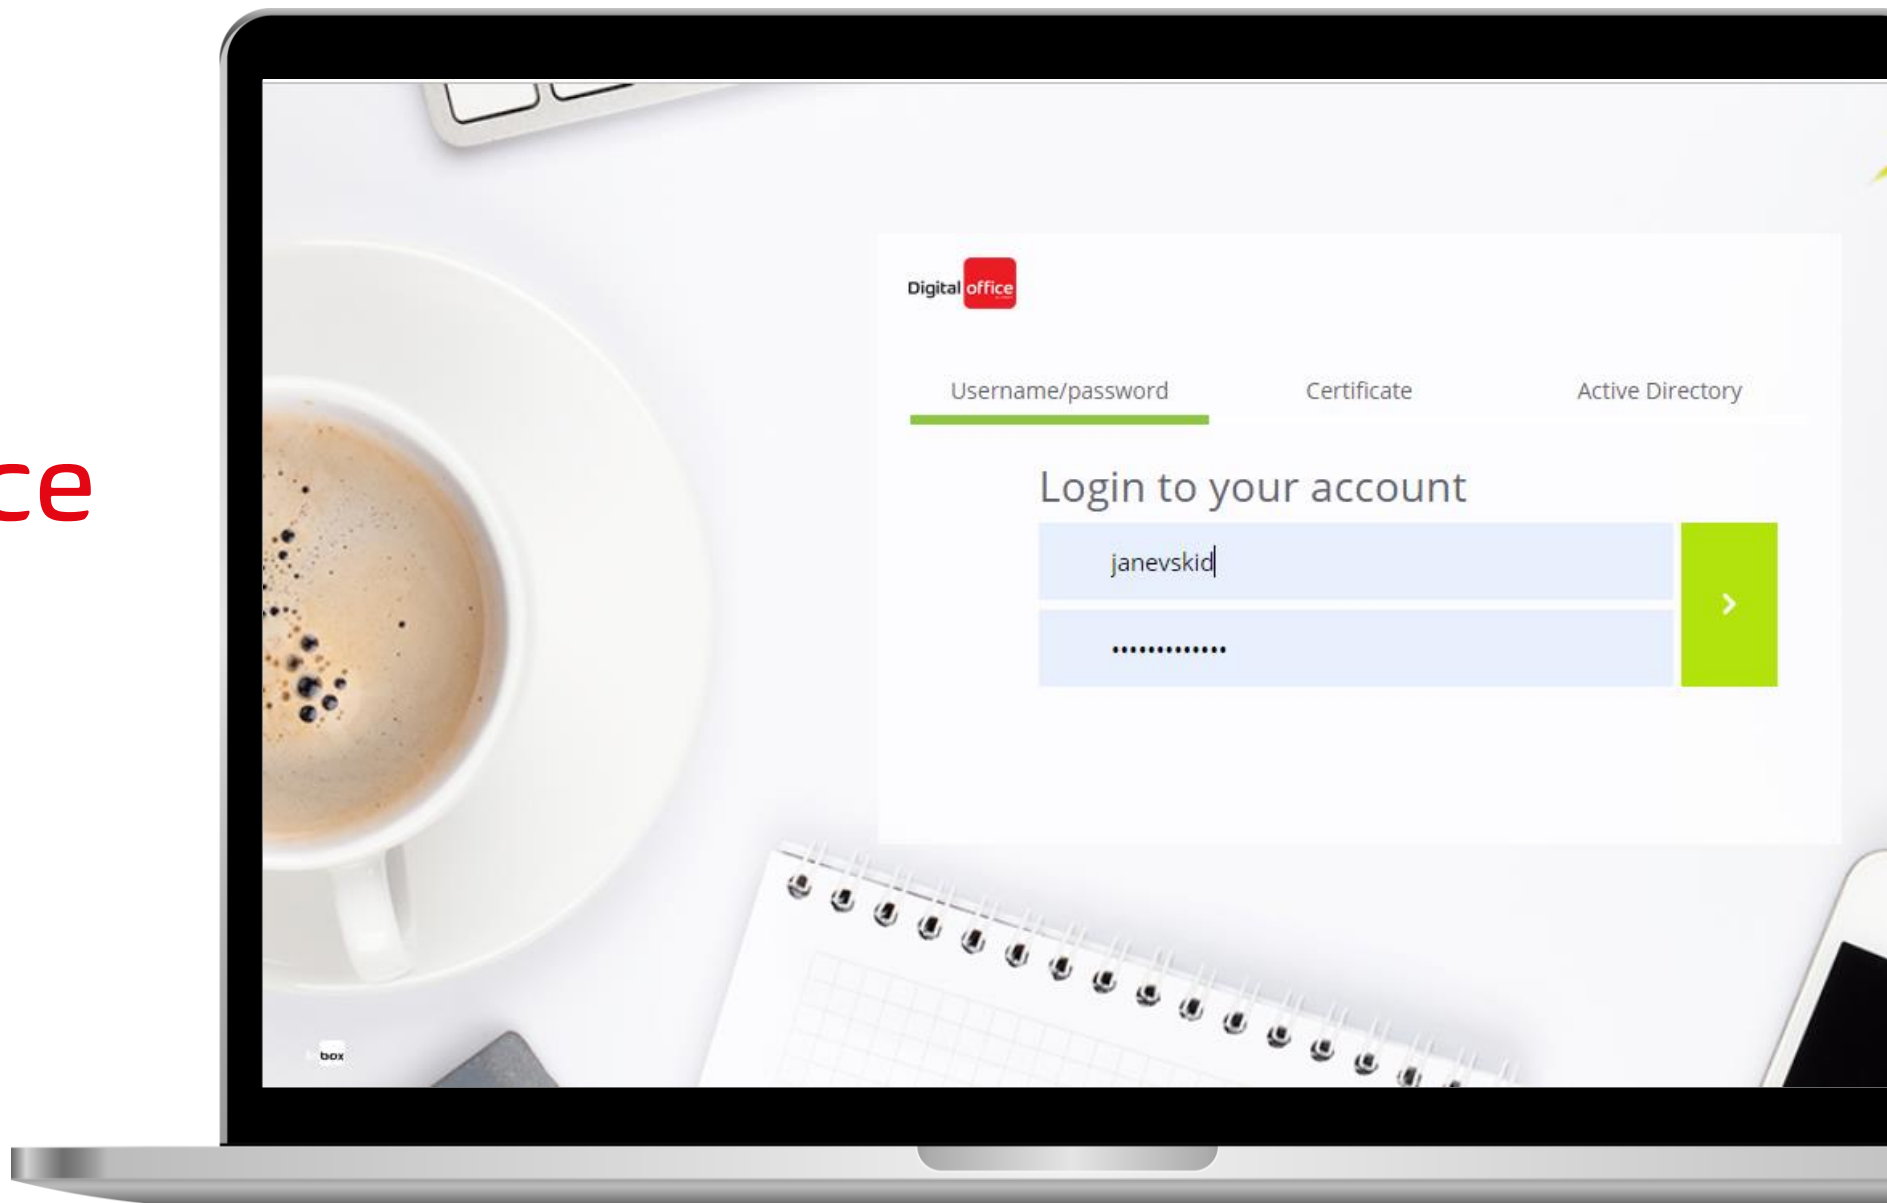 ce
Digital office
Username/password Certificate Active Directory
Login to your account
janevskid
•••••••••••••
box